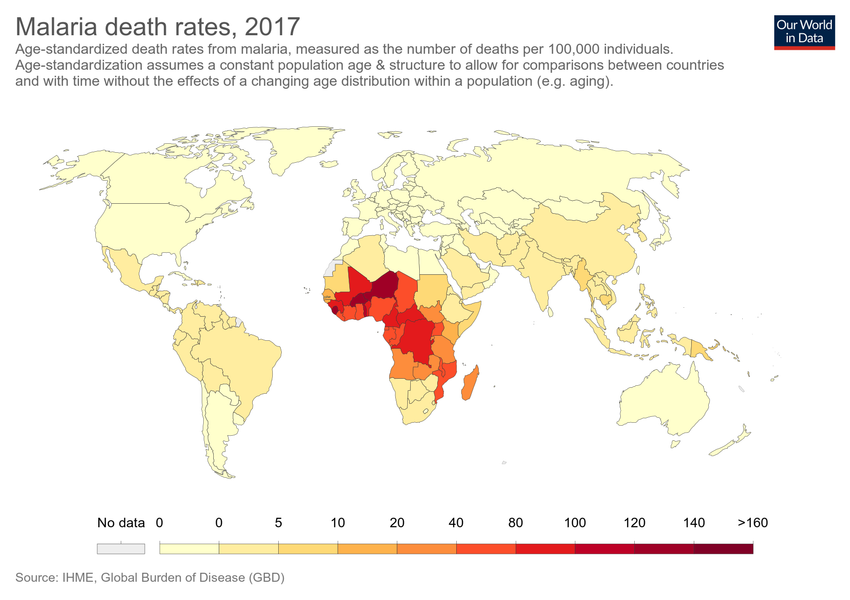 Malaria death rates, 2017
Our World
in Data
Age-standardized death rates from malaria, measured as the number of deaths per 100,000 individuals.
Age-standardization assumes a constant population age & structure to allow for comparisons between countries
and with time without the effects of a changing age distribution within a population (e.g. aging).
No data 0 0 5 10 20 40 80 100 120 140 >160
Source: IHME, Global Burden of Disease (GBD)